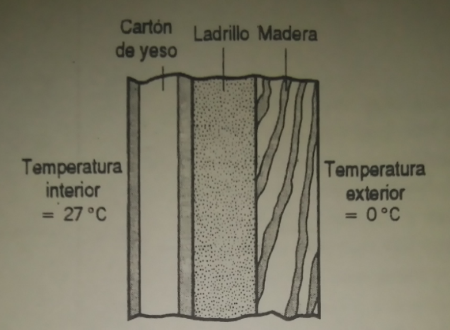 Cartón
de yeso
Ladrillo
Madera
Temperatura
interior
= 27 °C
Temperatura
exterior
= 0 °C